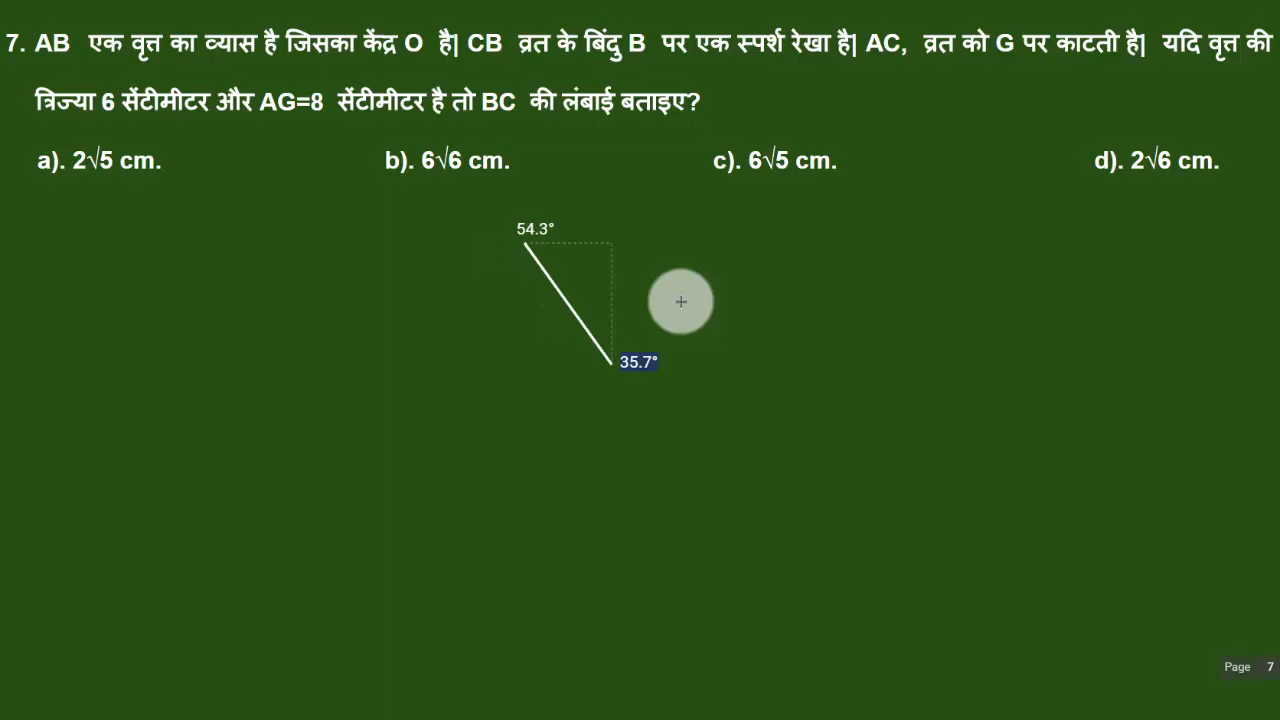 7. AB एक वृत्त का व्यास है जिसका केंद्र O है| CB व्रत के बिंदु B पर एक स्पर्श रेखा है| AC, व्रत को G पर काटती है| यदि वृत्त की
त्रिज्या 6 सेंटीमीटर और AG=8 सेंटीमीटर है तो BC की लंबाई बताइए?
a). 2√5 cm. b). 6√6 cm. c). 6√5 cm. d). 2√6 cm.
54.3°
35.7°
Page 7